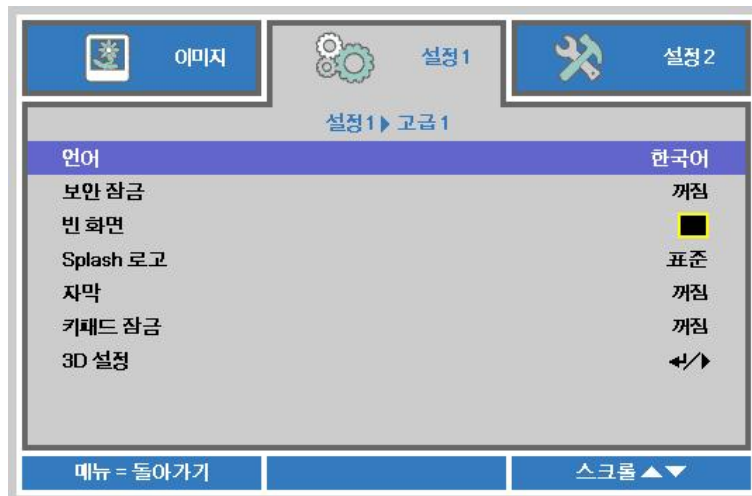 이미지
설정 1
설정 2
설정 1▶고급 1
언어 한국어
보안 잠금 꺼짐
빈 화면
Splash 로고 표준
자막 꺼짐
키패드 잠금 꺼짐
3D 설정 ↵/▶
메뉴 = 돌아가기
스크롤▲▼